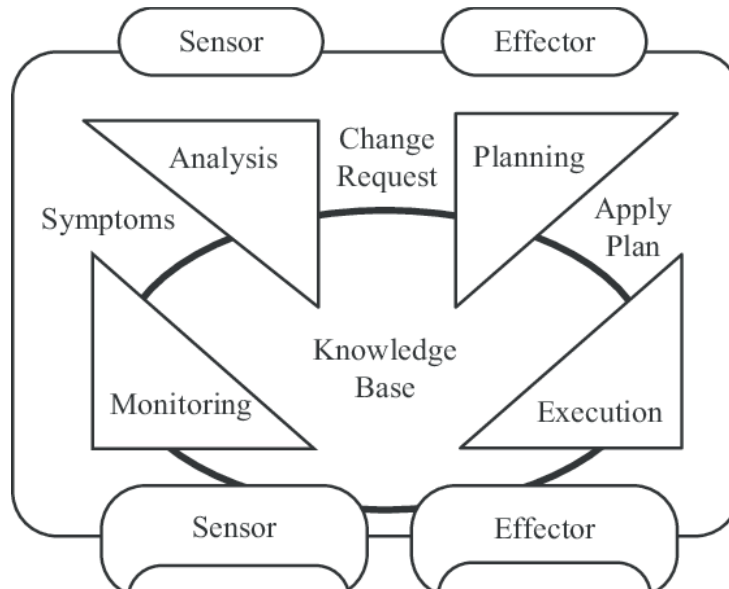 Sensor
Effector
Analysis
Change
Request
Planning
Symptoms
Apply
Plan
Knowledge
Base
Monitoring
Execution
Sensor
Effector